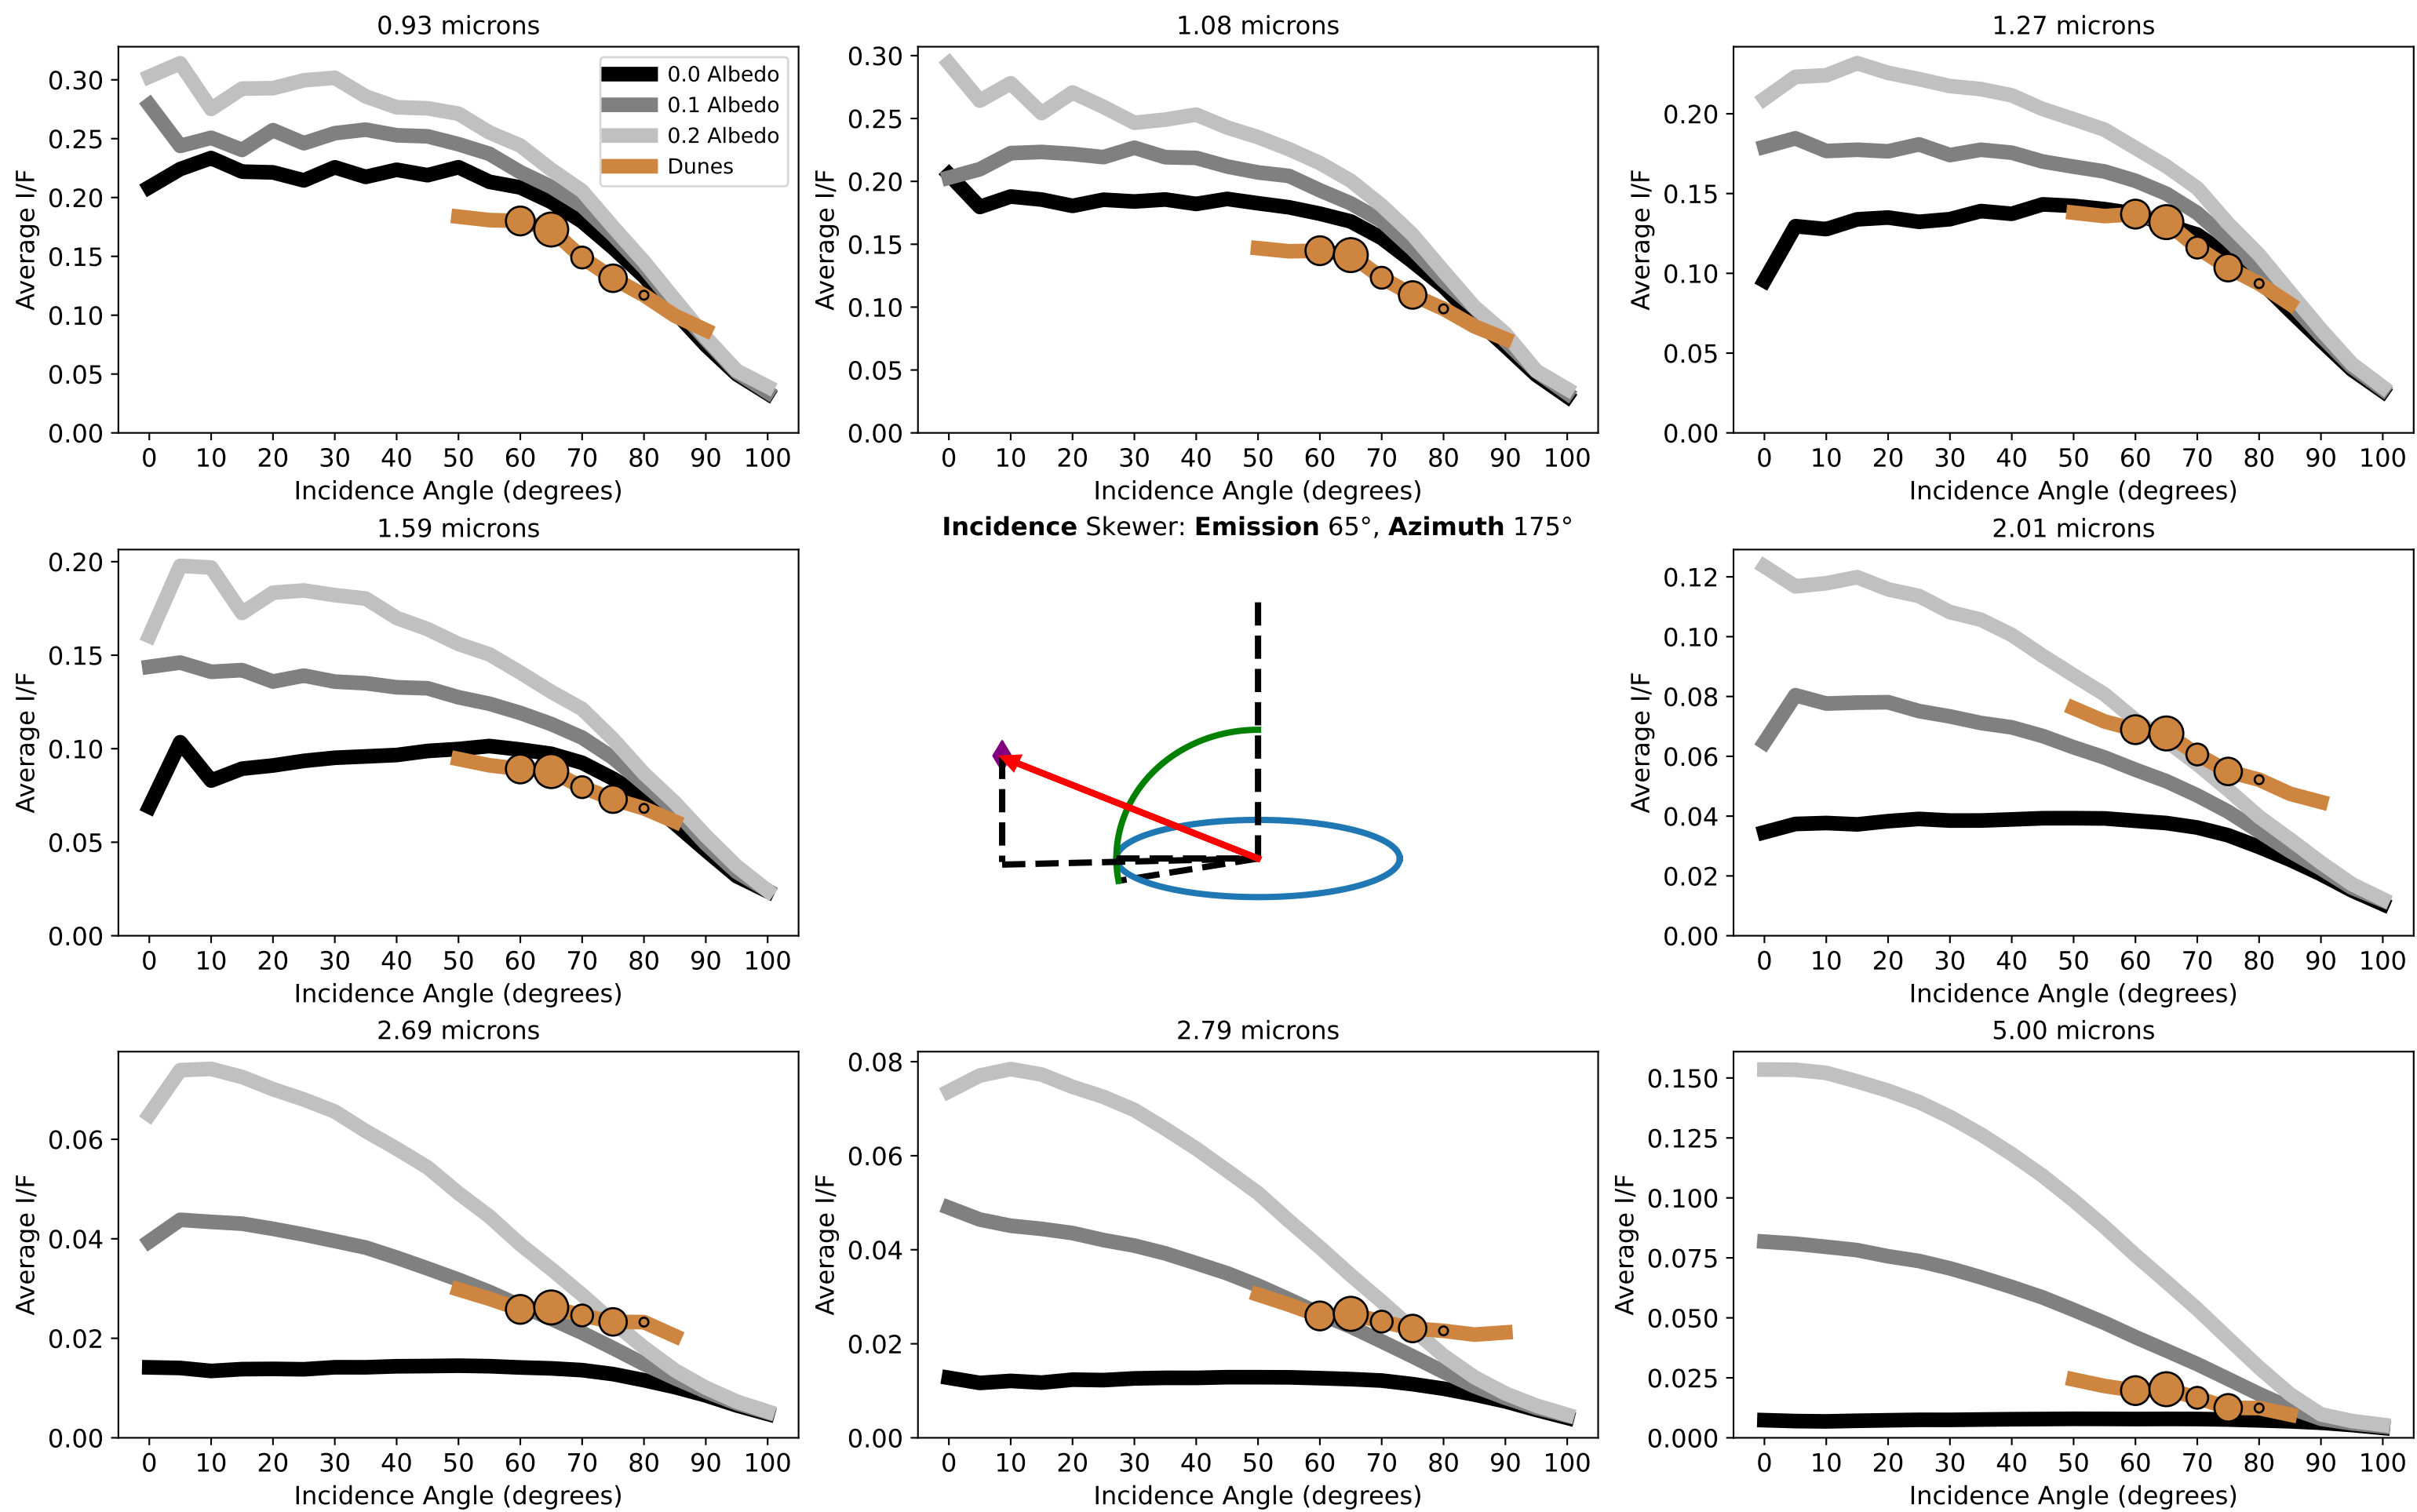 0.93 microns
0.30
0.25
0.20
0.15
0.10
0.05
0.00
Average I/F
0.0 Albedo
0.1 Albedo
0.2 Albedo
Dunes
0 10 20 30 40 50 60 70 80 90 100
Incidence Angle (degrees)
1.08 microns
0.30
0.25
0.20
0.15
0.10
0.05
0.00
Average I/F
0 10 20 30 40 50 60 70 80 90 100
Incidence Angle (degrees)
1.27 microns
0.20
0.15
0.10
0.05
0.00
Average I/F
0 10 20 30 40 50 60 70 80 90 100
Incidence Angle (degrees)
1.59 microns
0.20
0.15
0.10
0.05
0.00
Average I/F
0 10 20 30 40 50 60 70 80 90 100
Incidence Angle (degrees)
Incidence Skewer: Emission 65°, Azimuth 175°
2.01 microns
0.12
0.10
0.08
0.06
0.04
0.02
0.00
Average I/F
0 10 20 30 40 50 60 70 80 90 100
Incidence Angle (degrees)
2.69 microns
0.06
0.04
0.02
0.00
Average I/F
0 10 20 30 40 50 60 70 80 90 100
Incidence Angle (degrees)
2.79 microns
0.08
0.06
0.04
0.02
0.00
Average I/F
0 10 20 30 40 50 60 70 80 90 100
Incidence Angle (degrees)
5.00 microns
0.150
0.125
0.100
0.075
0.050
0.025
0.000
Average I/F
0 10 20 30 40 50 60 70 80 90 100
Incidence Angle (degrees)